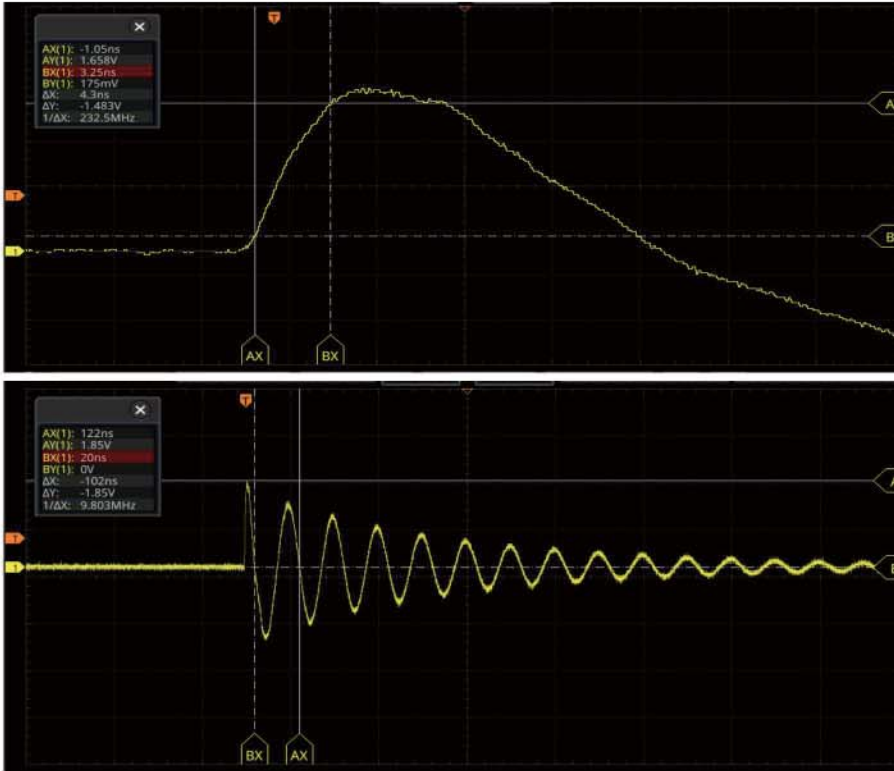 T
AX(1): -1.05ns
AY(1): 1.658V
BX(1): 3.25ns
BY(1): 175mV
ΔX: 4.3ns
ΔY: -1.483V
1/ΔX: 232.5MHz
A
T
B
1
AX BX
T
AX(1): 122ns
AY(1): 1.85V
BX(1): 20ns
BY(1): 0V
ΔX: -102ns
ΔY: -1.85V
1/ΔX: 9.803MHz
A
T
1
B
BX AX